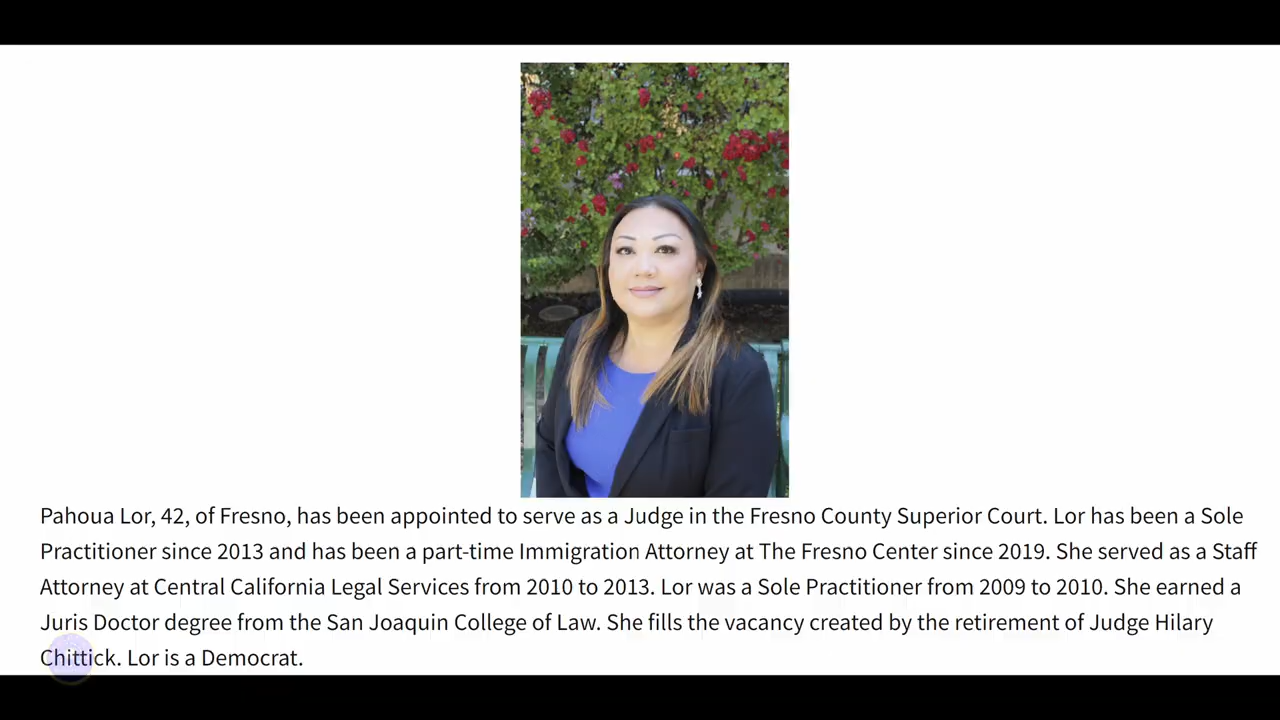 Pahoua Lor, 42, of Fresno, has been appointed to serve as a Judge in the Fresno County Superior Court. Lor has been a Sole
Practitioner since 2013 and has been a part-time Immigration Attorney at The Fresno Center since 2019. She served as a Staff
Attorney at Central California Legal Services from 2010 to 2013. Lor was a Sole Practitioner from 2009 to 2010. She earned a
Juris Doctor degree from the San Joaquin College of Law. She fills the vacancy created by the retirement of Judge Hilary
Chittick. Lor is a Democrat.